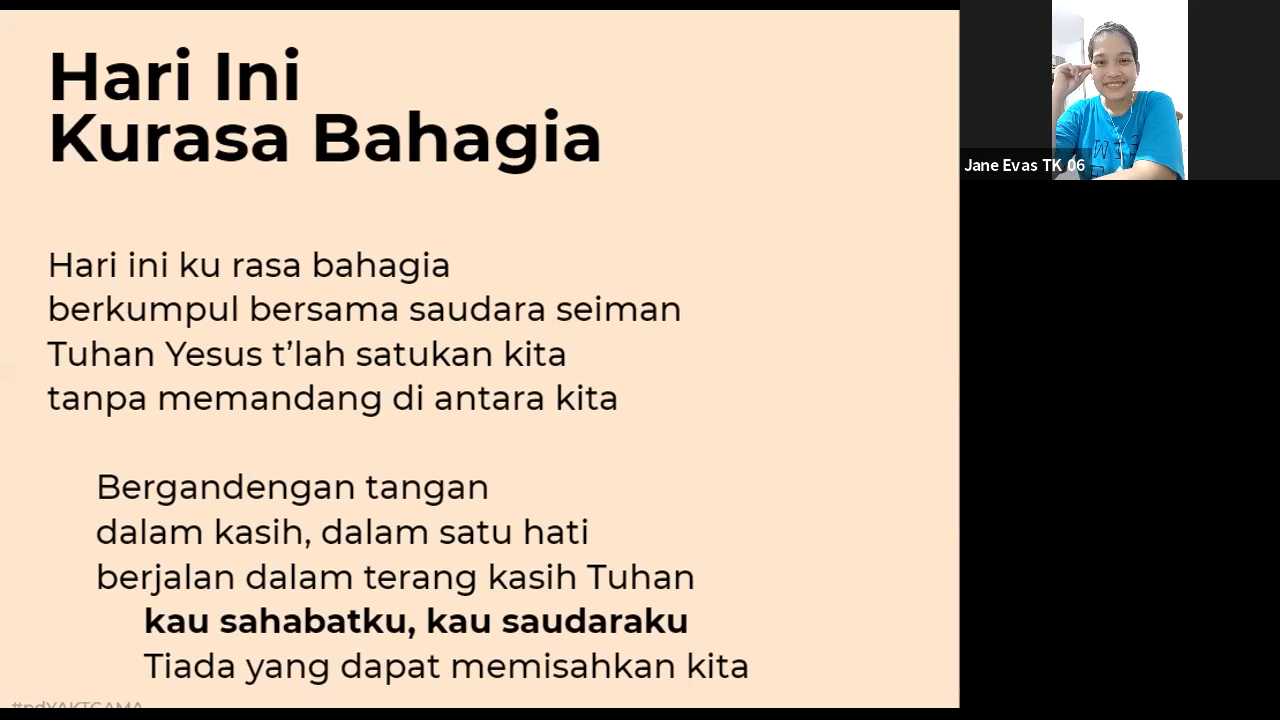 Hari Ini
Kurasa Bahagia
Hari ini ku rasa bahagia
berkumpul bersama saudara seiman
Tuhan Yesus t’lah satukan kita
tanpa memandang di antara kita
Bergandengan tangan
dalam kasih, dalam satu hati
berjalan dalam terang kasih Tuhan
kau sahabatku, kau saudaraku
Tiada yang dapat memisahkan kita
Jane Evas TK 06